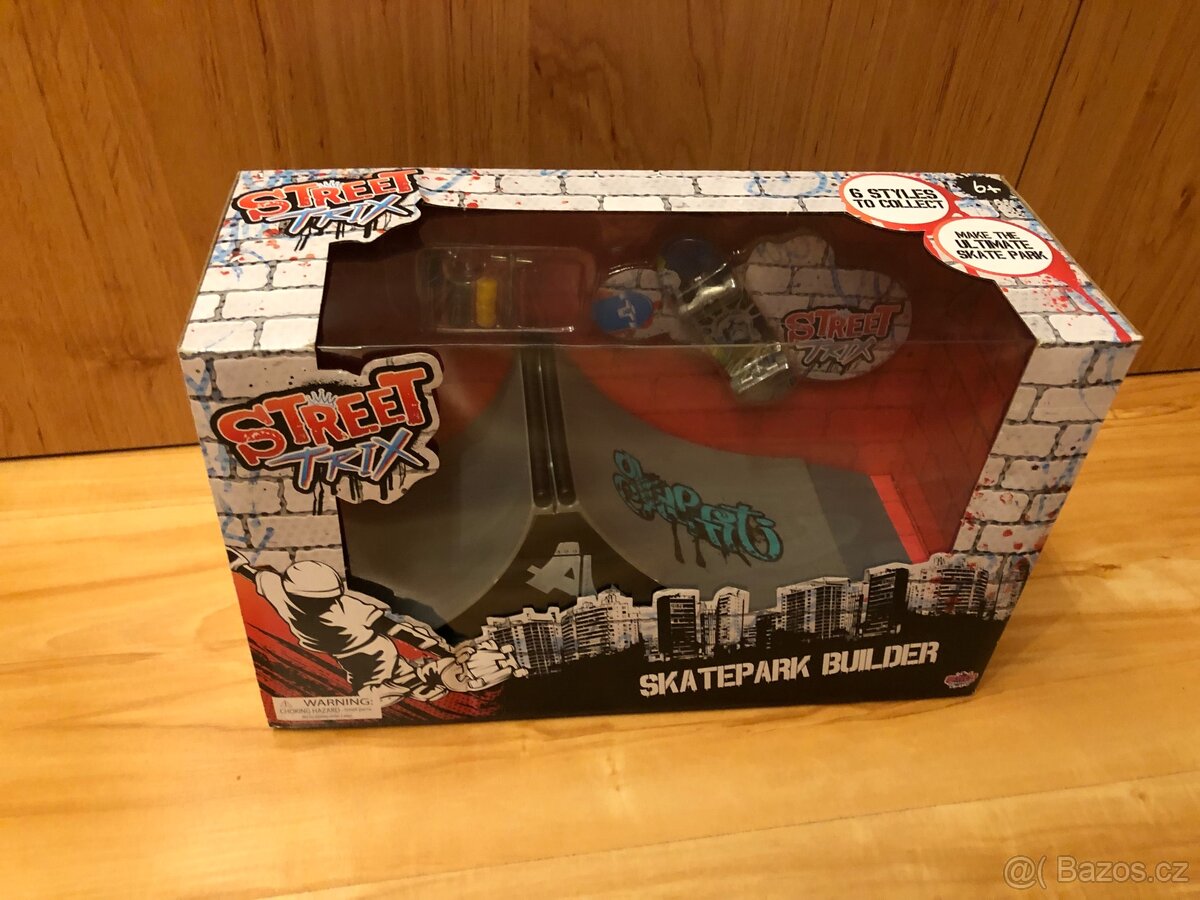 STREET
TRIX
6 STYLES
TO COLLECT
6+
MAKE THE
ULTIMATE
SKATE PARK
STREET
TRIX
STREET
TRIX
SKATEPARK BUILDER
WARNING:
CHOKING HAZARD
@( Bazos.cz